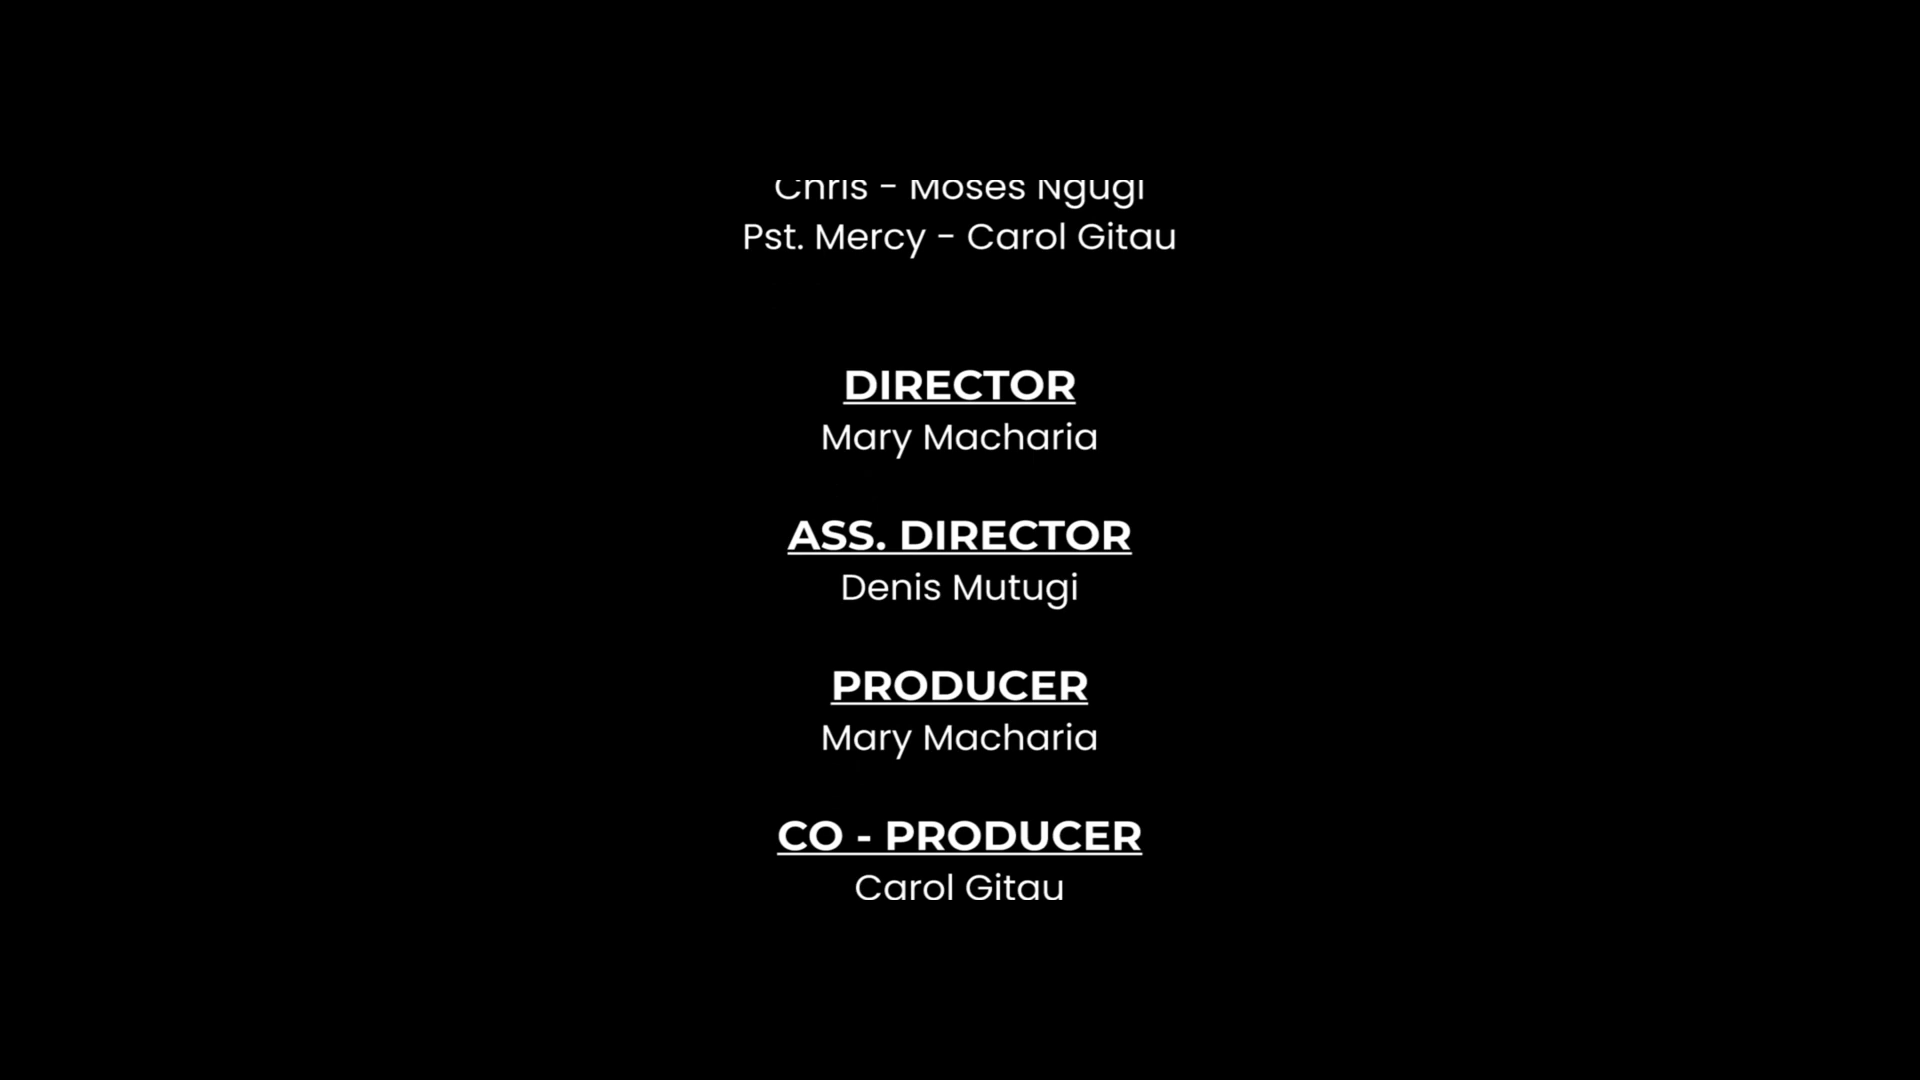 Chris - Moses Ngugi
Pst. Mercy - Carol Gitau
DIRECTOR
Mary Macharia
ASS. DIRECTOR
Denis Mutugi
PRODUCER
Mary Macharia
CO - PRODUCER
Carol Gitau